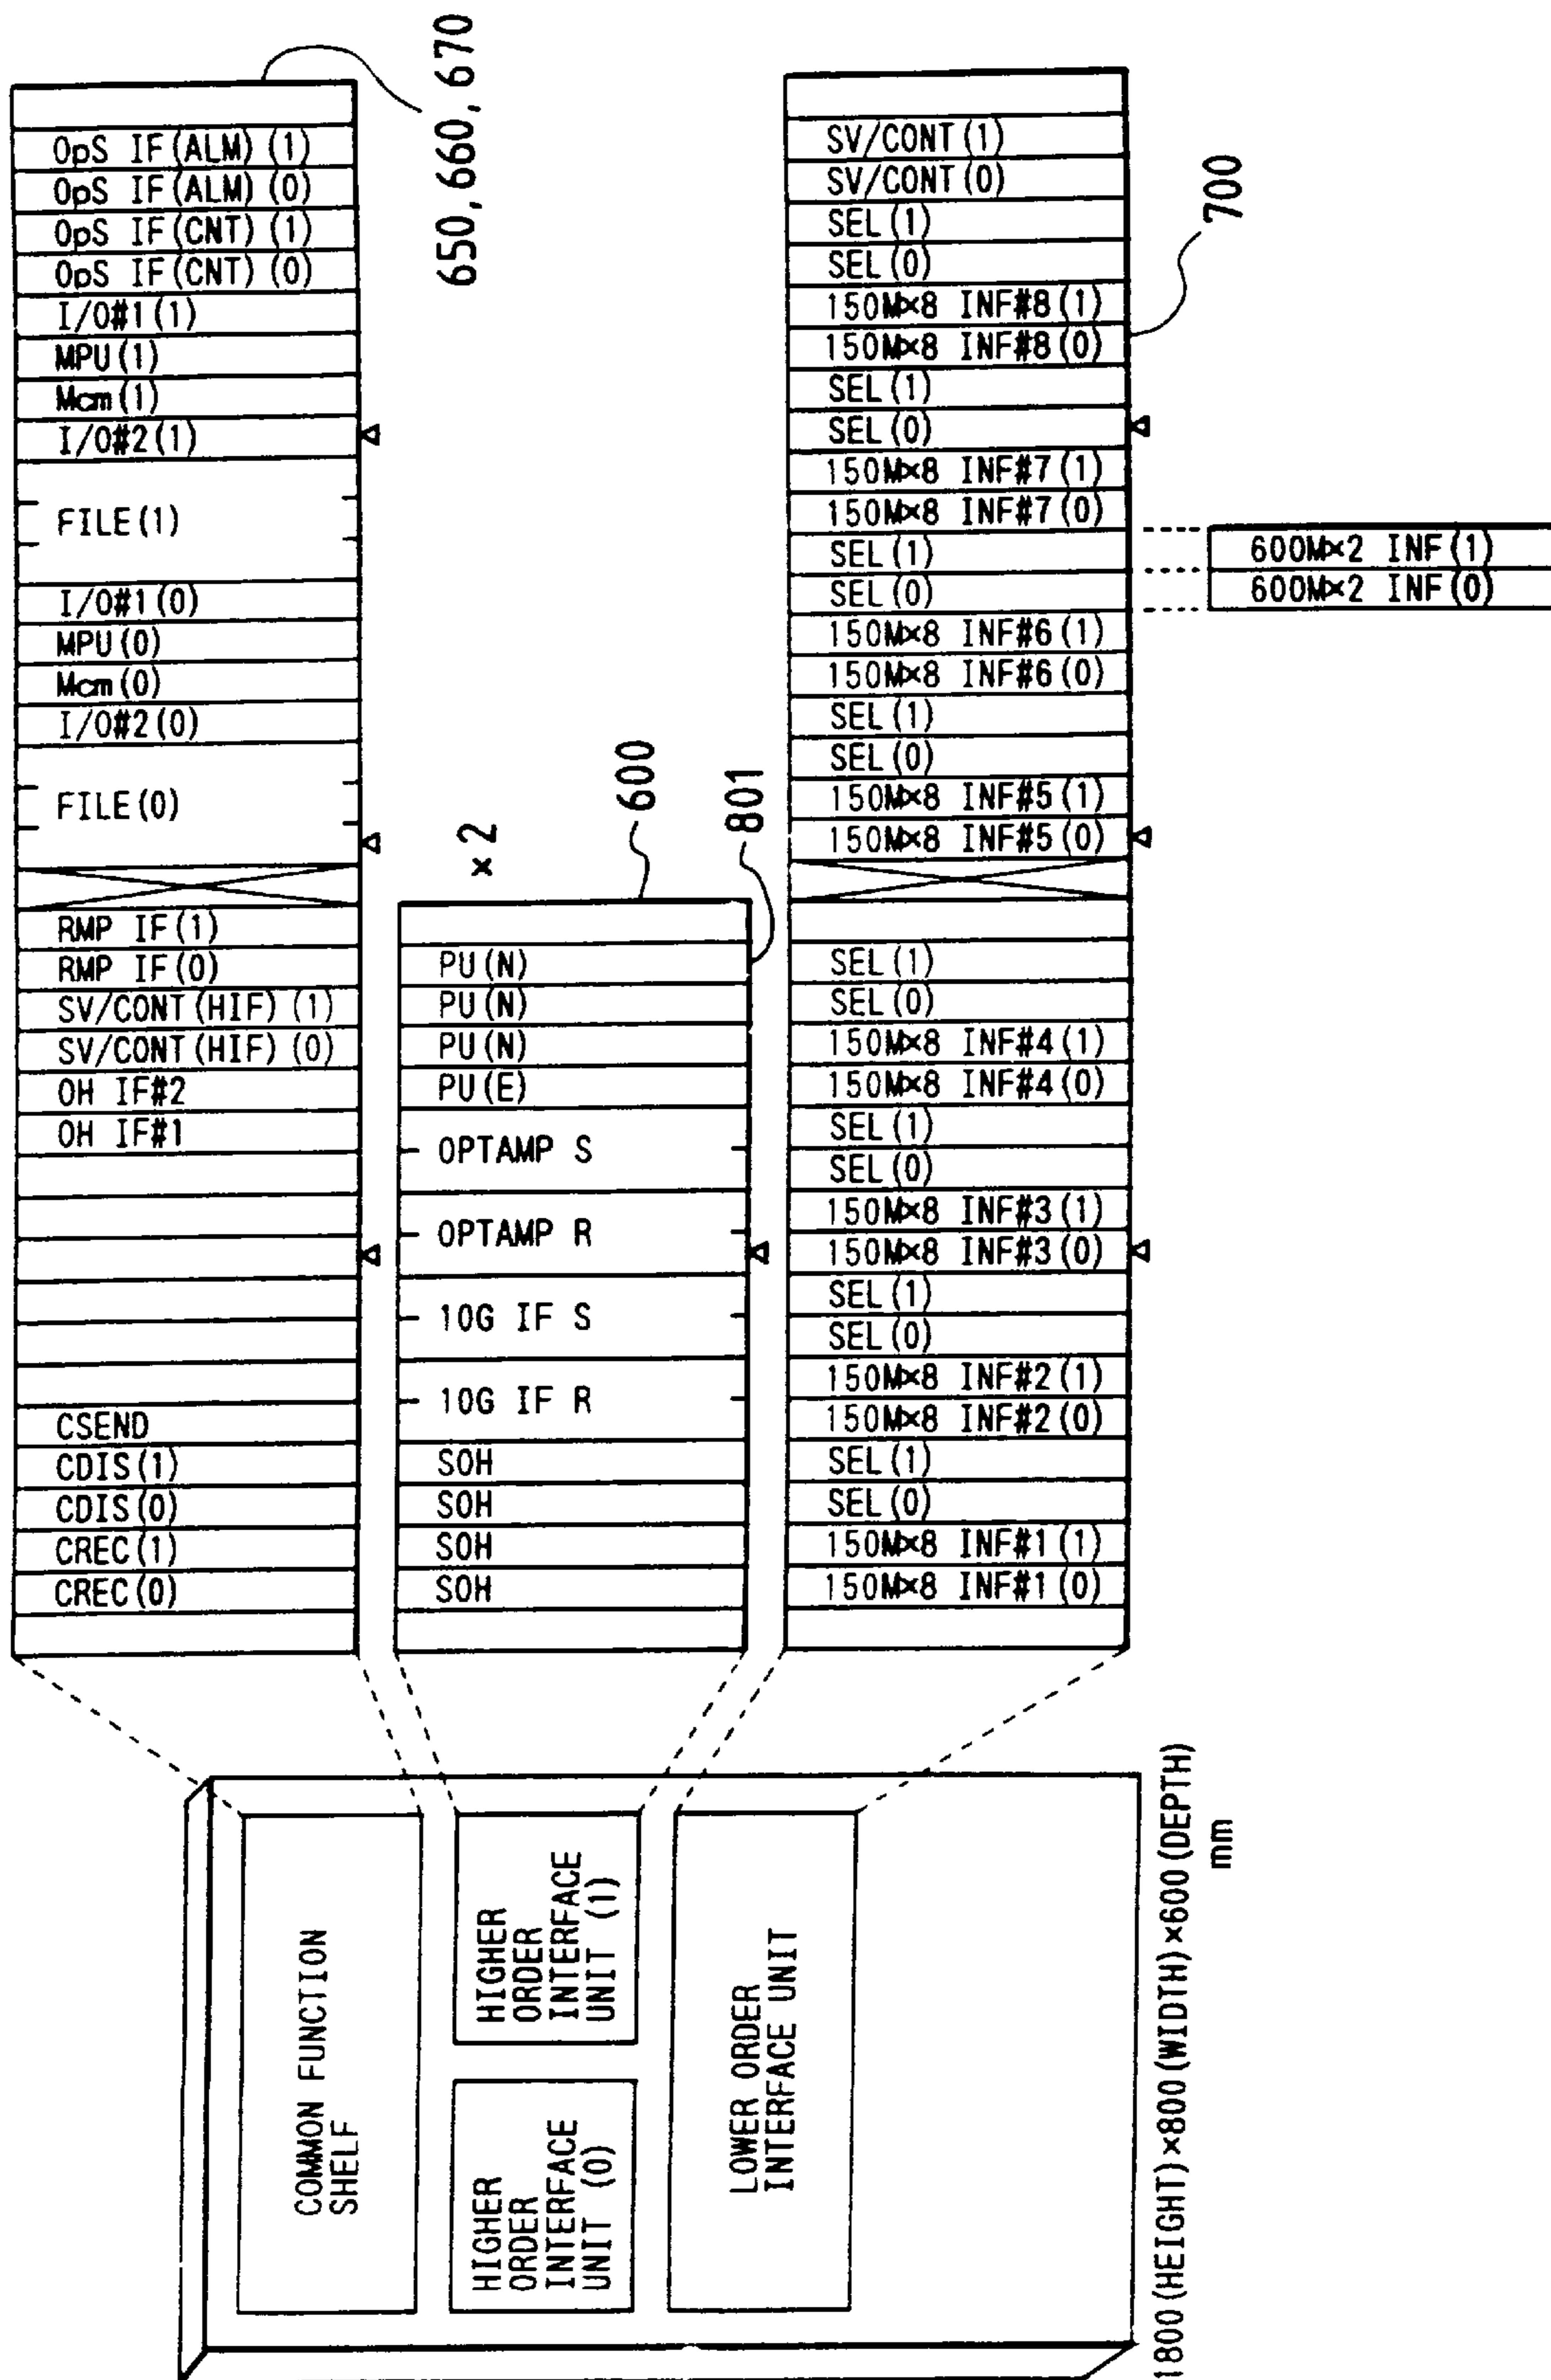 OpS IF(ALM)(1)
OpS IF(ALM)(0)
OpS IF(CNT)(1)
OpS IF(CNT)(0)
I/O#1(1)
MPU(1)
Mcm(1)
I/O#2(1)
FILE(1)
I/O#1(0)
MPU(0)
Mcm(0)
I/O#2(0)
FILE(0)
RMP IF(1)
RMP IF(0)
SV/CONT(HIF)(1)
SV/CONT(HIF)(0)
OH IF#2
OH IF#1
CSEND
CDIS(1)
CDIS(0)
CREC(1)
CREC(0)
650,660,670
×2
600
801
PU(N)
PU(N)
PU(N)
PU(E)
OPTAMP S
OPTAMP R
10G IF S
10G IF R
SOH
SOH
SOH
SOH
SV/CONT(1)
SV/CONT(0)
SEL(1)
SEL(0)
150M×8 INF#8(1)
150M×8 INF#8(0)
SEL(1)
SEL(0)
150M×8 INF#7(1)
150M×8 INF#7(0)
SEL(1)
SEL(0)
150M×8 INF#6(1)
150M×8 INF#6(0)
SEL(1)
SEL(0)
150M×8 INF#5(1)
150M×8 INF#5(0)
SEL(1)
SEL(0)
150M×8 INF#4(1)
150M×8 INF#4(0)
SEL(1)
SEL(0)
150M×8 INF#3(1)
150M×8 INF#3(0)
SEL(1)
SEL(0)
150M×8 INF#2(1)
150M×8 INF#2(0)
SEL(1)
SEL(0)
150M×8 INF#1(1)
150M×8 INF#1(0)
700
600M×2 INF(1)
600M×2 INF(0)
COMMON FUNCTION
SHELF
HIGHER
ORDER
INTERFACE
UNIT (0)
HIGHER
ORDER
INTERFACE
UNIT (1)
LOWER ORDER
INTERFACE UNIT
1800(HEIGHT)×800(WIDTH)×600(DEPTH)
mm